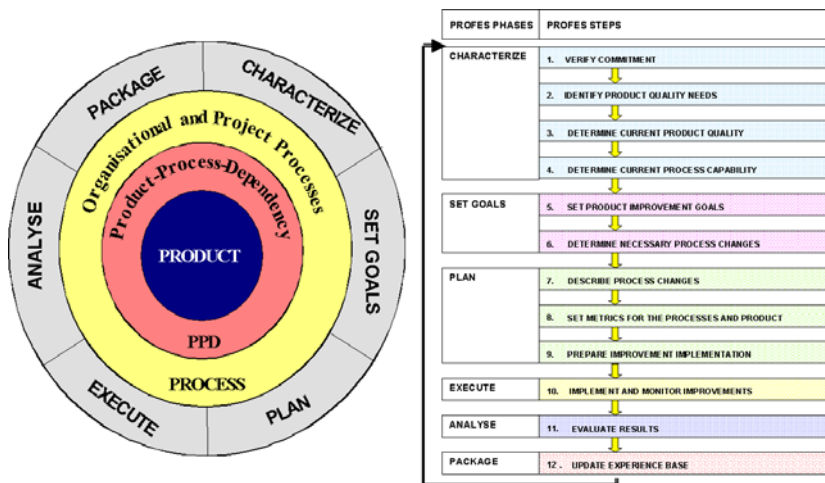 PACKAGE
CHARACTERIZE
SET GOALS
PLAN
EXECUTE
ANALYSE
Organisational and Project Processes
Product-Process-Dependency
PRODUCT
PPD
PROCESS
PROFES PHASES PROFES STEPS
CHARACTERIZE
1. VERIFY COMMITMENT
2. IDENTIFY PRODUCT QUALITY NEEDS
3. DETERMINE CURRENT PRODUCT QUALITY
4. DETERMINE CURRENT PROCESS CAPABILITY
SET GOALS
5. SET PRODUCT IMPROVEMENT GOALS
6. DETERMINE NECESSARY PROCESS CHANGES
PLAN
7. DESCRIBE PROCESS CHANGES
8. SET METRICS FOR THE PROCESSES AND PRODUCT
9. PREPARE IMPROVEMENT IMPLEMENTATION
EXECUTE
10. IMPLEMENT AND MONITOR IMPROVEMENTS
ANALYSE
11. EVALUATE RESULTS
PACKAGE
12. UPDATE EXPERIENCE BASE